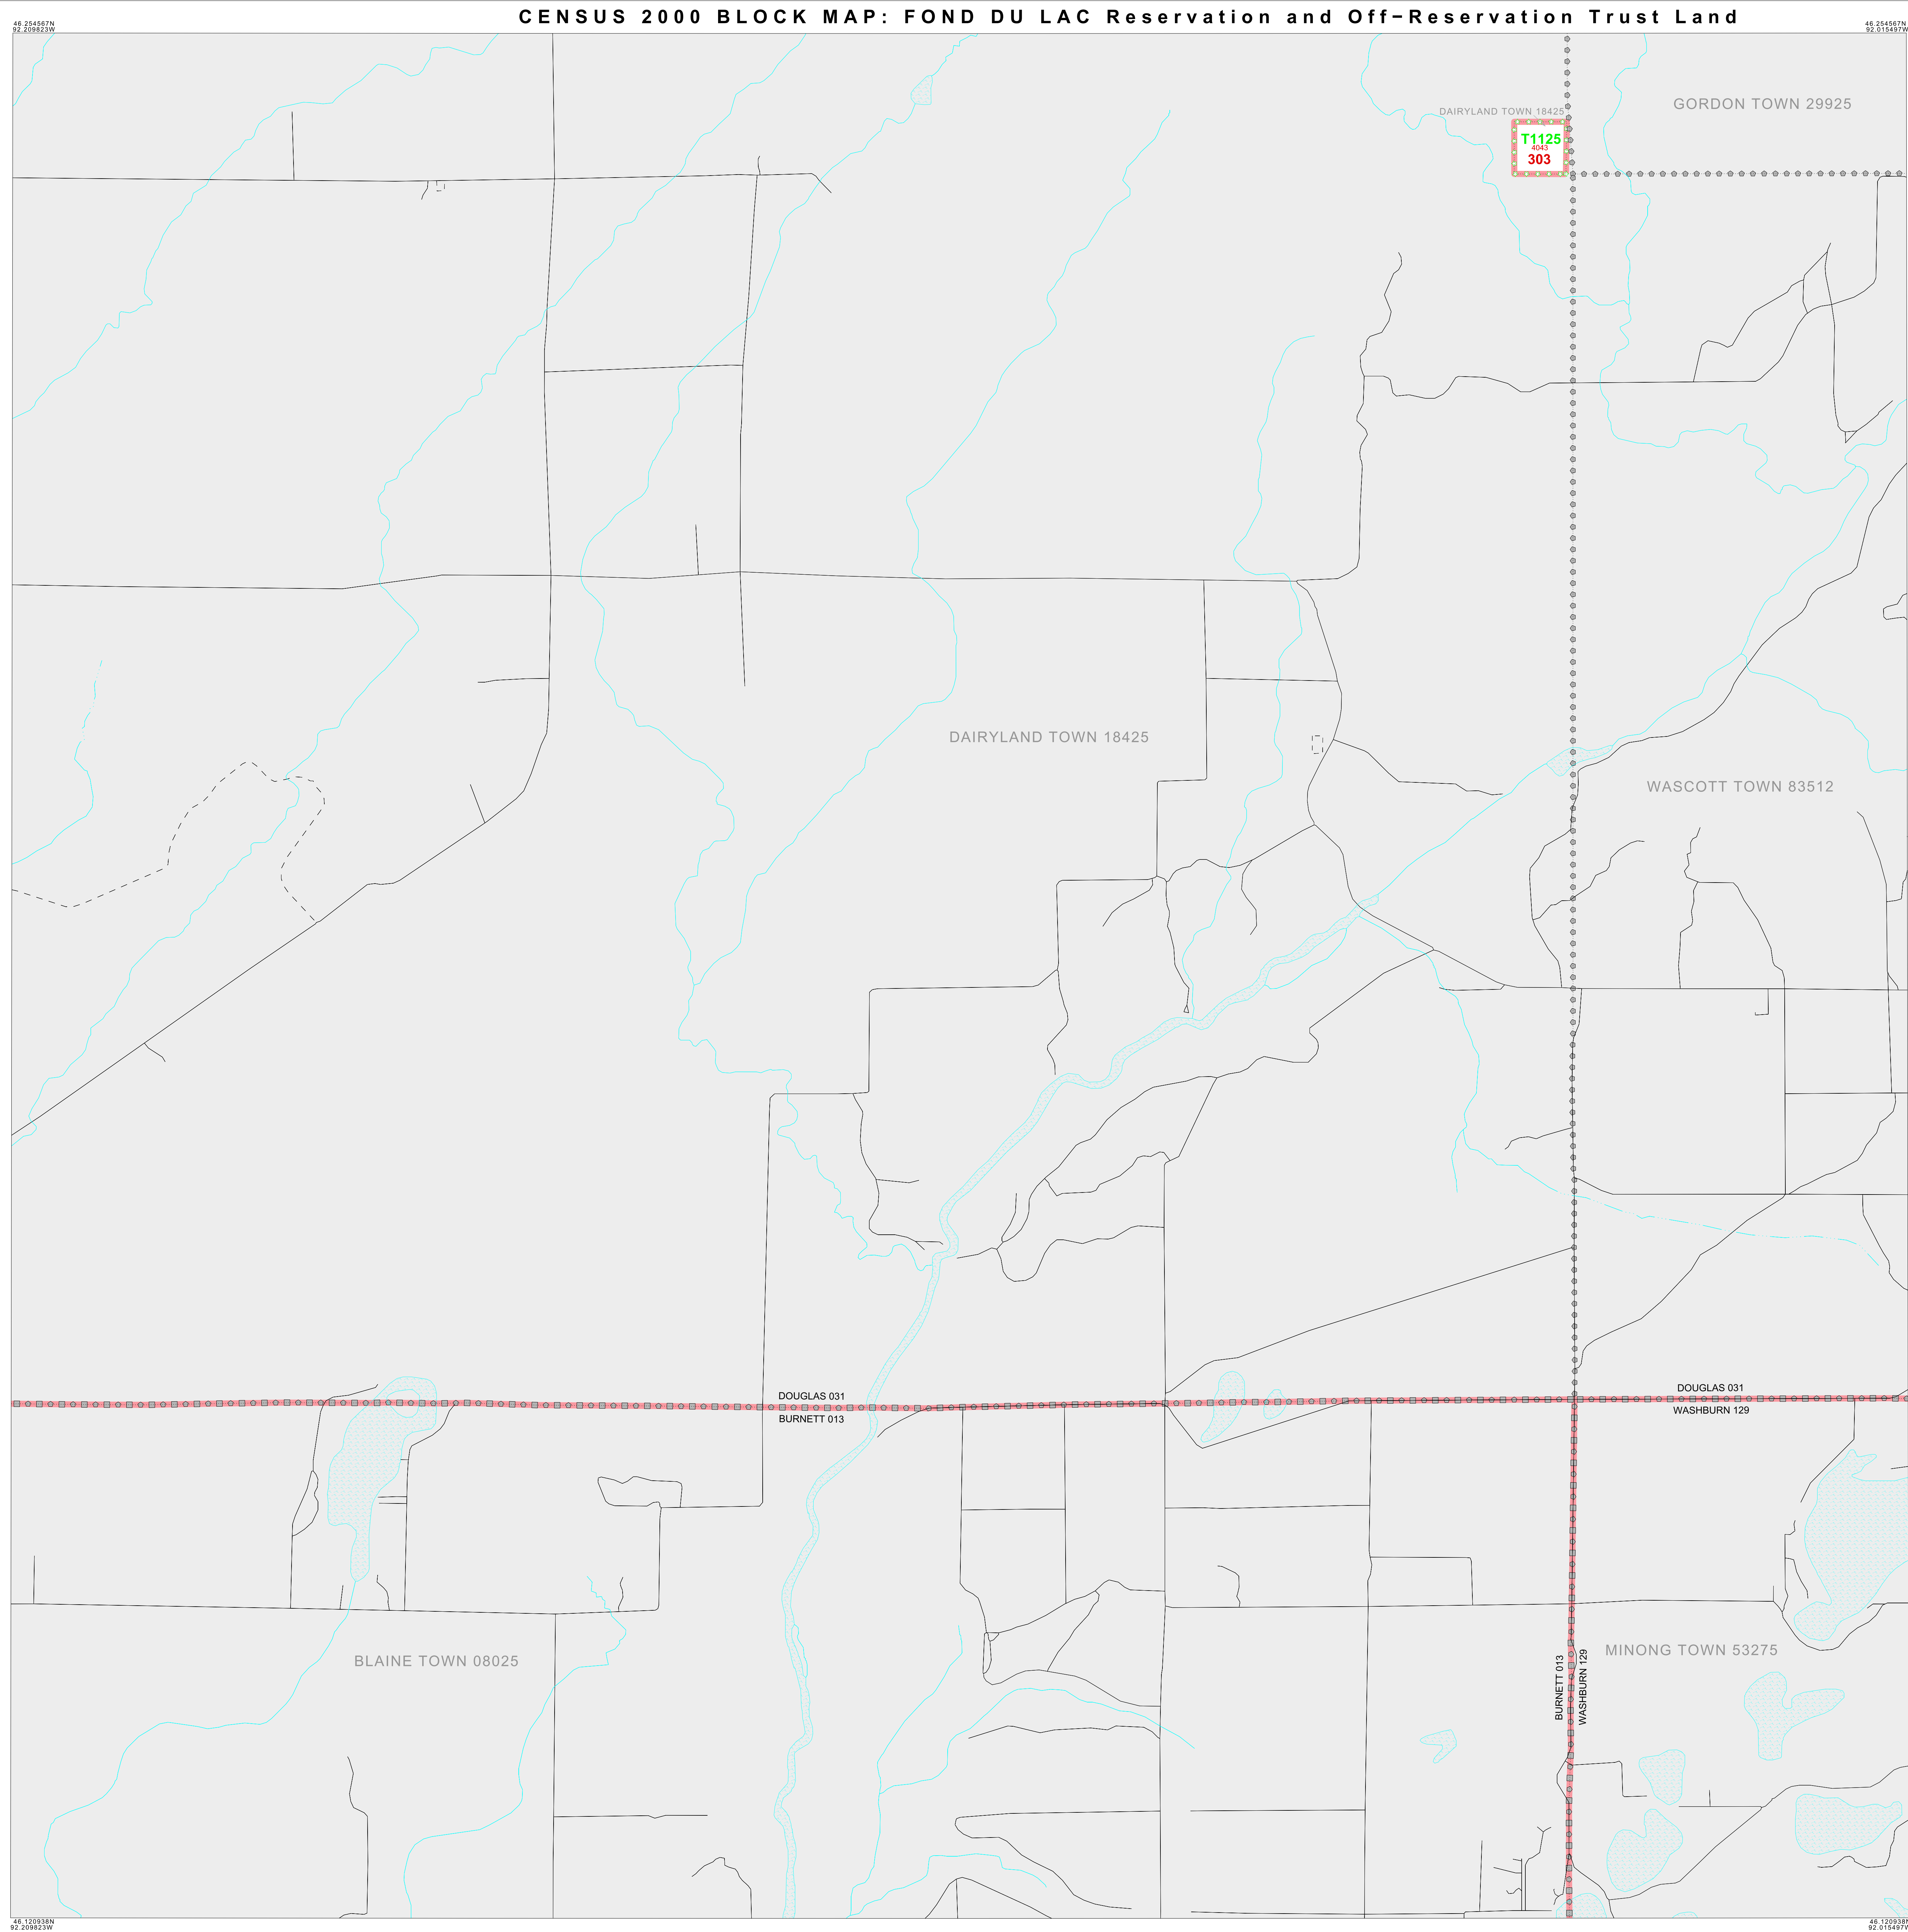 CENSUS 2000 BLOCK MAP: FOND DU LAC Reservation and Off-Reservation Trust Land
46.254567N
92.209823W
46.254567N
92.015497W
GORDON TOWN 29925
DAIRYLAND TOWN 18425
T1125
4043
303
DAIRYLAND TOWN 18425
WASCOTT TOWN 83512
DOUGLAS 031
BURNETT 013
DOUGLAS 031
WASHBURN 129
BLAINE TOWN 08025
MINONG TOWN 53275
BURNETT 013
WASHBURN 129
46.120938N
92.209823W
46.120938N
92.015497W